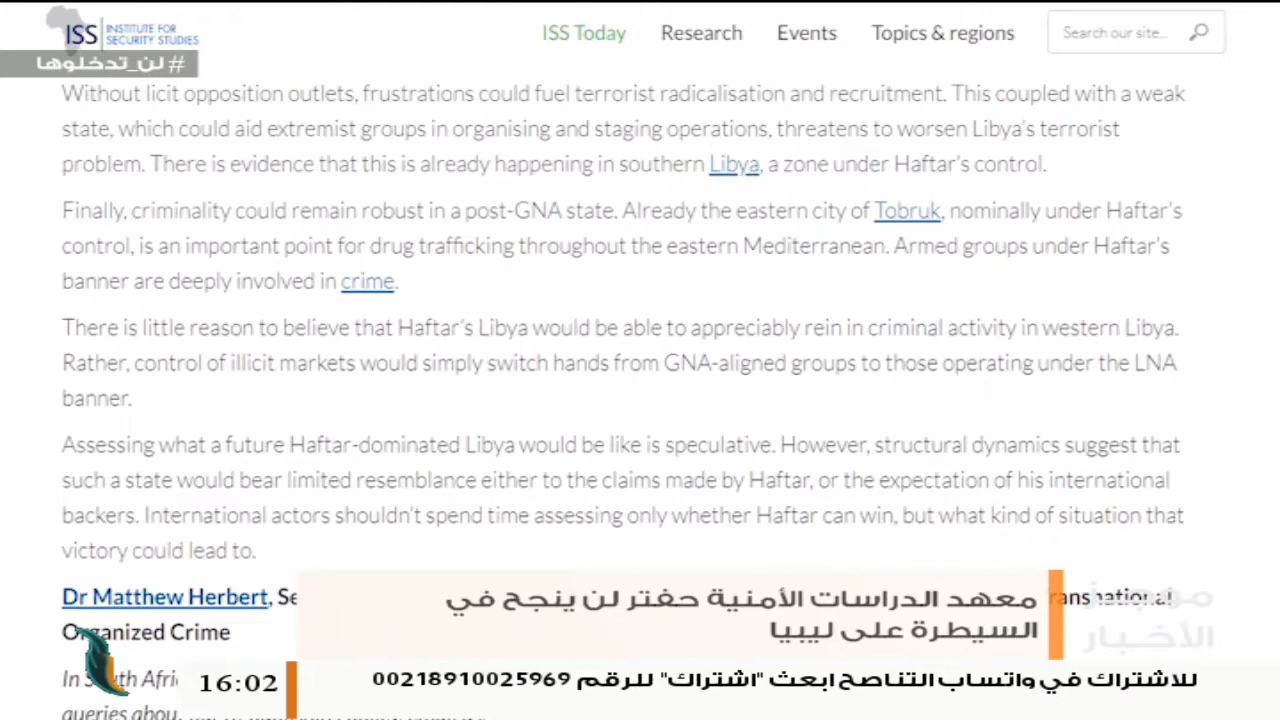 ISS INSTITUTE FOR
SECURITY STUDIES
ISS Today Research Events Topics & regions Search our site...
#لن_تدخلوها
Without licit opposition outlets, frustrations could fuel terrorist radicalisation and recruitment. This coupled with a weak
state, which could aid extremist groups in organising and staging operations, threatens to worsen Libya's terrorist
problem. There is evidence that this is already happening in southern Libya, a zone under Haftar's control.
Finally, criminality could remain robust in a post-GNA state. Already the eastern city of Tobruk, nominally under Haftar's
control, is an important point for drug trafficking throughout the eastern Mediterranean. Armed groups under Haftar's
banner are deeply involved in crime.
There is little reason to believe that Haftar's Libya would be able to appreciably rein in criminal activity in western Libya.
Rather, control of illicit markets would simply switch hands from GNA-aligned groups to those operating under the LNA
banner.
Assessing what a future Haftar-dominated Libya would be like is speculative. However, structural dynamics suggest that
such a state would bear limited resemblance either to the claims made by Haftar, or the expectation of his international
backers. International actors shouldn't spend time assessing only whether Haftar can win, but what kind of situation that
victory could lead to.
Dr Matthew Herbert,
Organized Crime
موجز
الأخبار
معهد الدراسات الأمنية حفتر لن ينجح في
السيطرة على ليبيا
16:02
للاشتراك في واتساب التناصح ابعث "اشتراك" للرقم 00218910025969